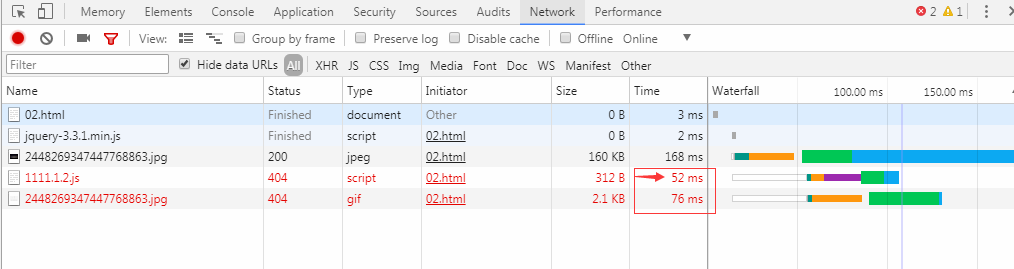 Elements Memory Console Application Security Sources Audits Network Performance 2 1
View: Group by frame Preserve log Disable cache Offline Online
Filter Hide data URLs All XHR JS CSS Img Media Font Doc WS Manifest Other
Name Status Type Initiator Size Time Waterfall 100.00 ms 150.00 ms
02.html Finished document Other 0 B 3 ms
jquery-3.3.1.min.js Finished script 02.html 0 B 2 ms
2448269347447768863.jpg 200 jpeg 02.html 160 KB 168 ms
1111.1.2.js 404 script 02.html 312 B 52 ms
2448269347447768863.jpg 404 gif 02.html 2.1 KB 76 ms